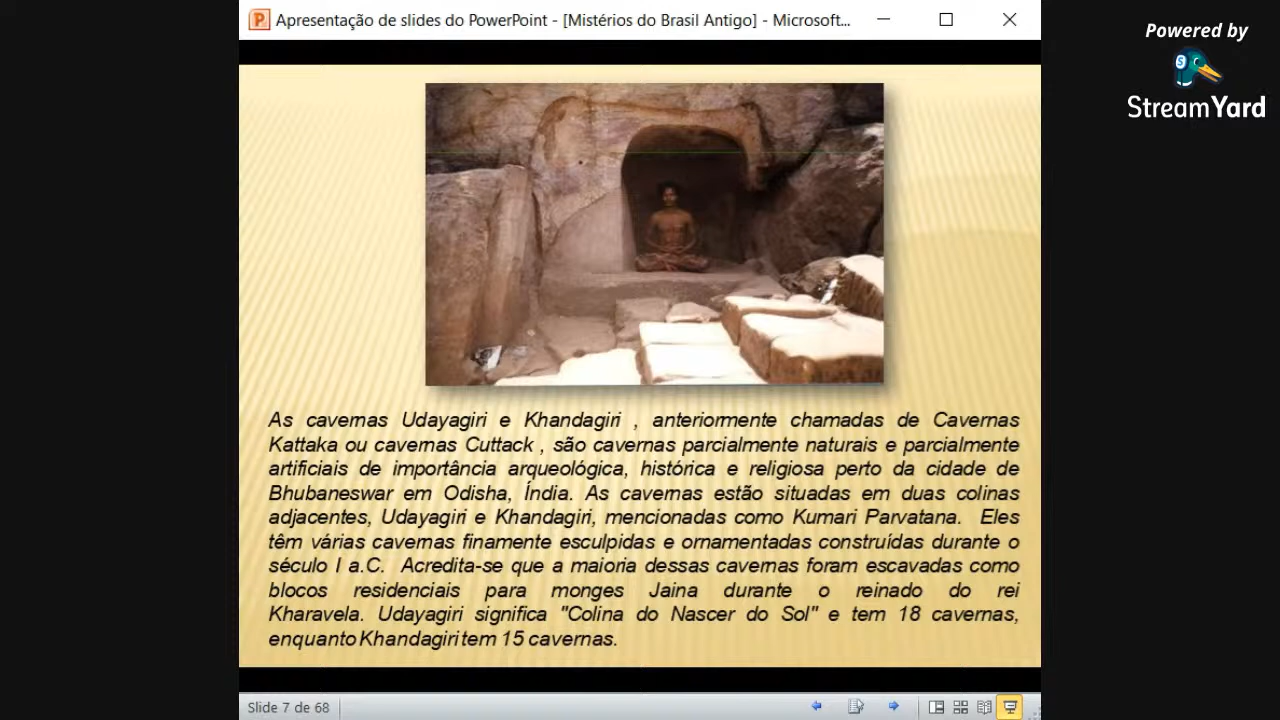 Apresentação de slides do PowerPoint - [Mistérios do Brasil Antigo] - Microsoft...
Powered by
StreamYard
As cavernas Udayagiri e Khandagiri , anteriormente chamadas de Cavernas
Kattaka ou cavernas Cuttack , são cavernas parcialmente naturais e parcialmente
artificiais de importância arqueológica, histórica e religiosa perto da cidade de
Bhubaneswar em Odisha, Índia. As cavernas estão situadas em duas colinas
adjacentes, Udayagiri e Khandagiri, mencionadas como Kumari Parvatana. Eles
têm várias cavernas finamente esculpidas e ornamentadas construídas durante o
século I a.C. Acredita-se que a maioria dessas cavernas foram escavadas como
blocos residenciais para monges Jaina durante o reinado do rei
Kharavela. Udayagiri significa "Colina do Nascer do Sol" e tem 18 cavernas,
enquanto Khandagiri tem 15 cavernas.
Slide 7 de 68